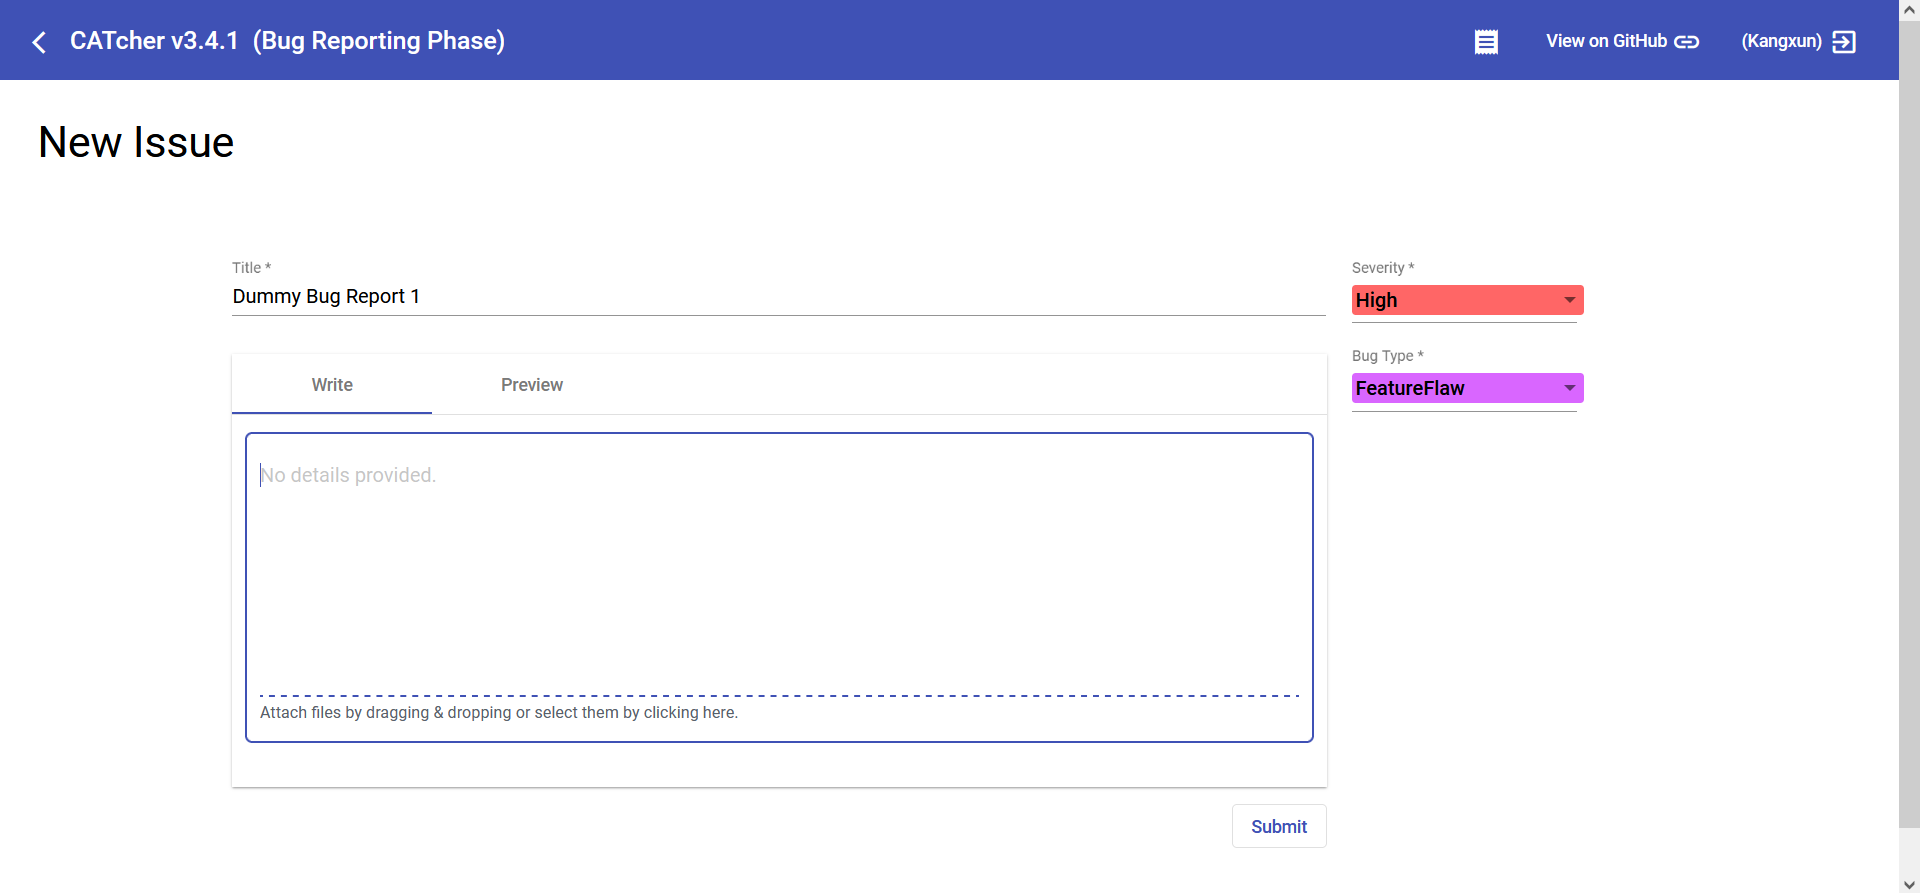 CATcher v3.4.1 (Bug Reporting Phase)
View on GitHub
(Kangxun)
New Issue
Title *
Dummy Bug Report 1
Severity *
High
Bug Type *
FeatureFlaw
Write
Preview
No details provided.
Attach files by dragging & dropping or select them by clicking here.
Submit